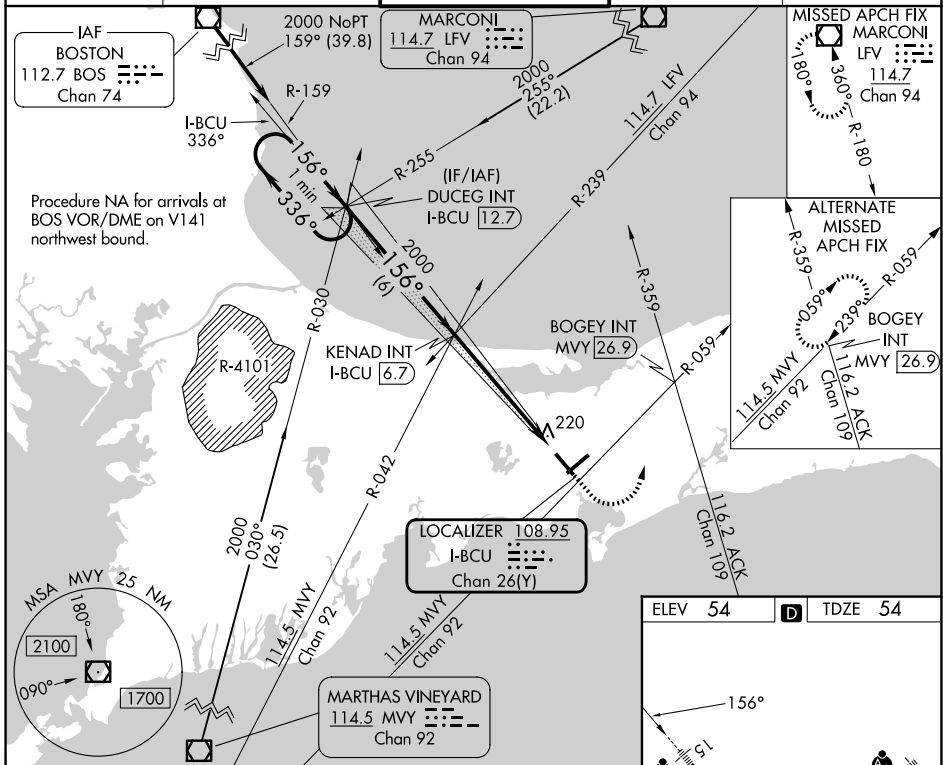 IAF
BOSTON
112.7 BOS
Chan 74
2000 NoPT
159° (39.8)
R-159
I-BCU
336°
MARCONI
114.7 LFV
Chan 94
2000
255°
(22.2)
R-255
114.7 LFV
Chan 94
R-239
MISSED APCH FIX
MARCONI
LFV
114.7
Chan 94
180°
360°
R-180
Procedure NA for arrivals at
BOS VOR/DME on V141
northwest bound.
156°
1 min
336°
(IF/IAF)
DUCEG INT
I-BCU 12.7
2000
156°
(6)
ALTERNATE
MISSED
APCH FIX
R-359
R-059
059°
239°
BOGEY
INT
MVY 26.9
114.5 MVY
Chan 92
116.2 ACK
Chan 109
R-4101
R-030
KENAD INT
I-BCU 6.7
BOGEY INT
MVY 26.9
R-359
R-059
220
R-042
2000
030°
(26.5)
LOCALIZER 108.95
I-BCU
Chan 26(Y)
116.2 ACK
Chan 109
114.5 MVY
Chan 92
114.5 MVY
Chan 92
MSA MVY 25 NM
180°
2100
090°
1700
MARTHAS VINEYARD
114.5 MVY
Chan 92
ELEV 54
D
TDZE 54
156°
15